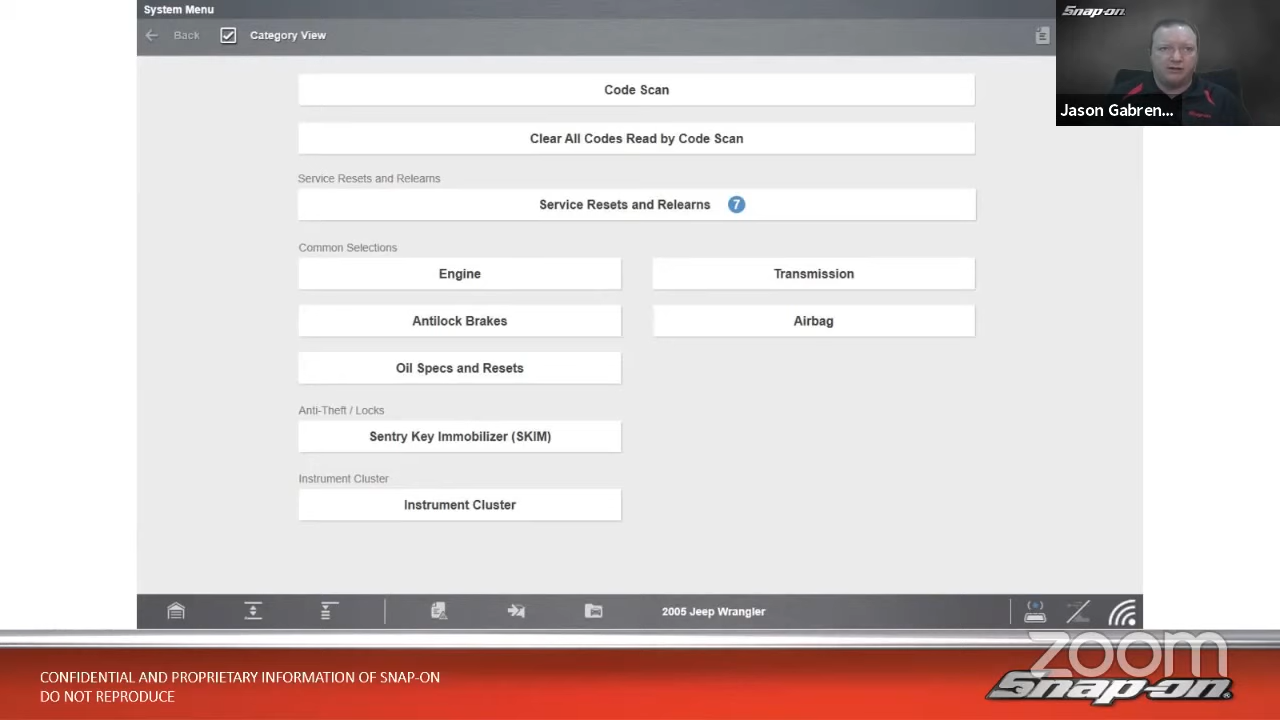 System Menu
Back
Category View
Snap-on
Jason Gabren...
Code Scan
Clear All Codes Read by Code Scan
Service Resets and Relearns
Service Resets and Relearns 7
Common Selections
Engine
Transmission
Antilock Brakes
Airbag
Oil Specs and Resets
Anti-Theft / Locks
Sentry Key Immobilizer (SKIM)
Instrument Cluster
Instrument Cluster
2005 Jeep Wrangler
zoom
CONFIDENTIAL AND PROPRIETARY INFORMATION OF SNAP-ON
DO NOT REPRODUCE
Snap-on